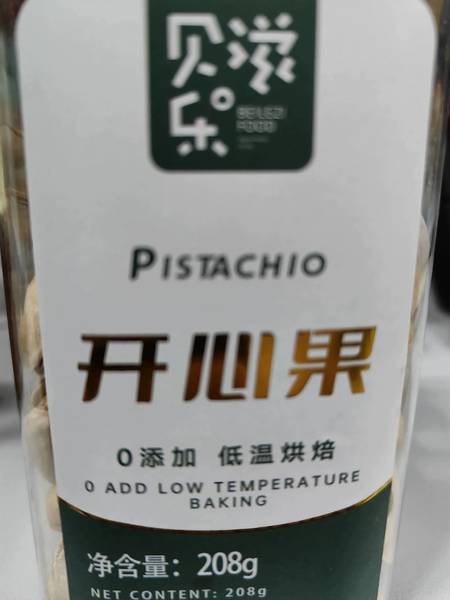 贝滋
乐
BEILEZI
FOOD
PISTACHIO
开心果
0添加 低温烘焙
0 ADD LOW TEMPERATURE
BAKING
净含量：208g
NET CONTENT: 208g